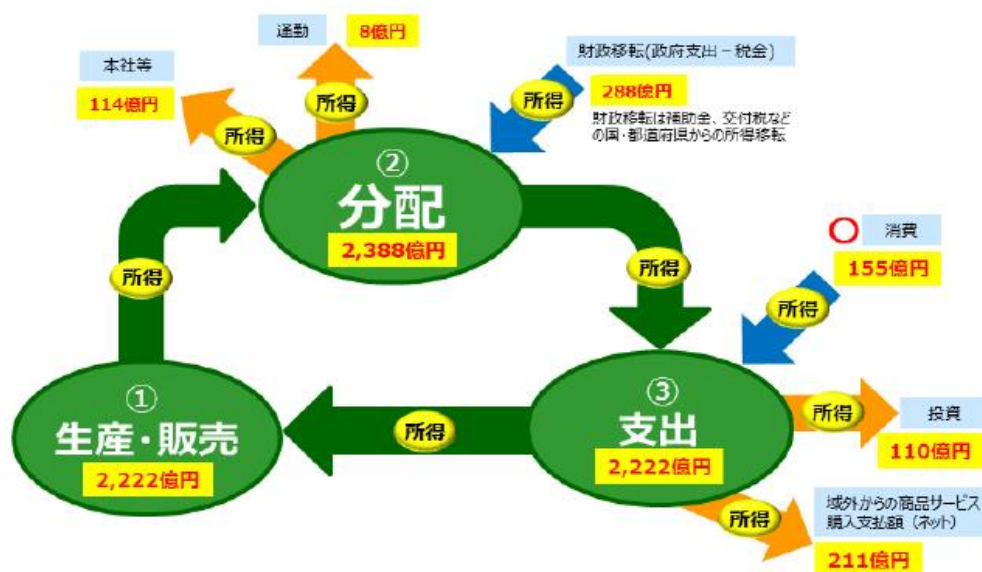 通勤
8億円
本社等
114億円
財政移転(政府支出－税金)
288億円
財政移転は補助金、交付税など
の国・都道府県からの所得移転
所得
所得
所得
②
分配
2,388億円
〇 消費
155億円
所得
所得
所得
①
生産・販売
2,222億円
所得
③
支出
2,222億円
所得
投資
110億円
所得
域外からの商品サービス
購入支払額（ネット）
211億円